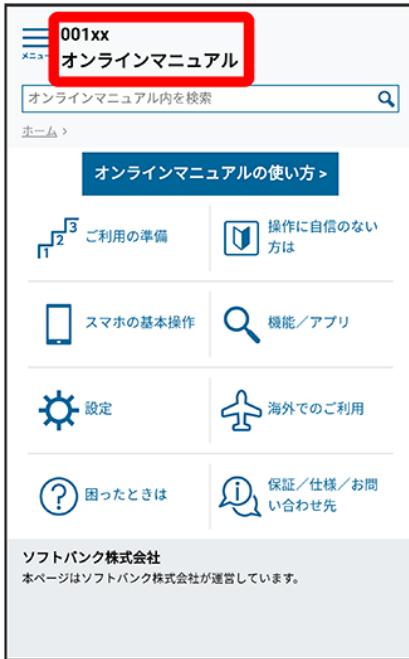 001xx
メニュー
オンラインマニュアル
オンラインマニュアル内を検索
ホーム >
オンラインマニュアルの使い方 >
1 2 3
ご利用の準備
操作に自信のない
方は
スマホの基本操作
機能／アプリ
設定
海外でのご利用
?
困ったときは
i
保証／仕様／お問
い合わせ先
ソフトバンク株式会社
本ページはソフトバンク株式会社が運営しています。